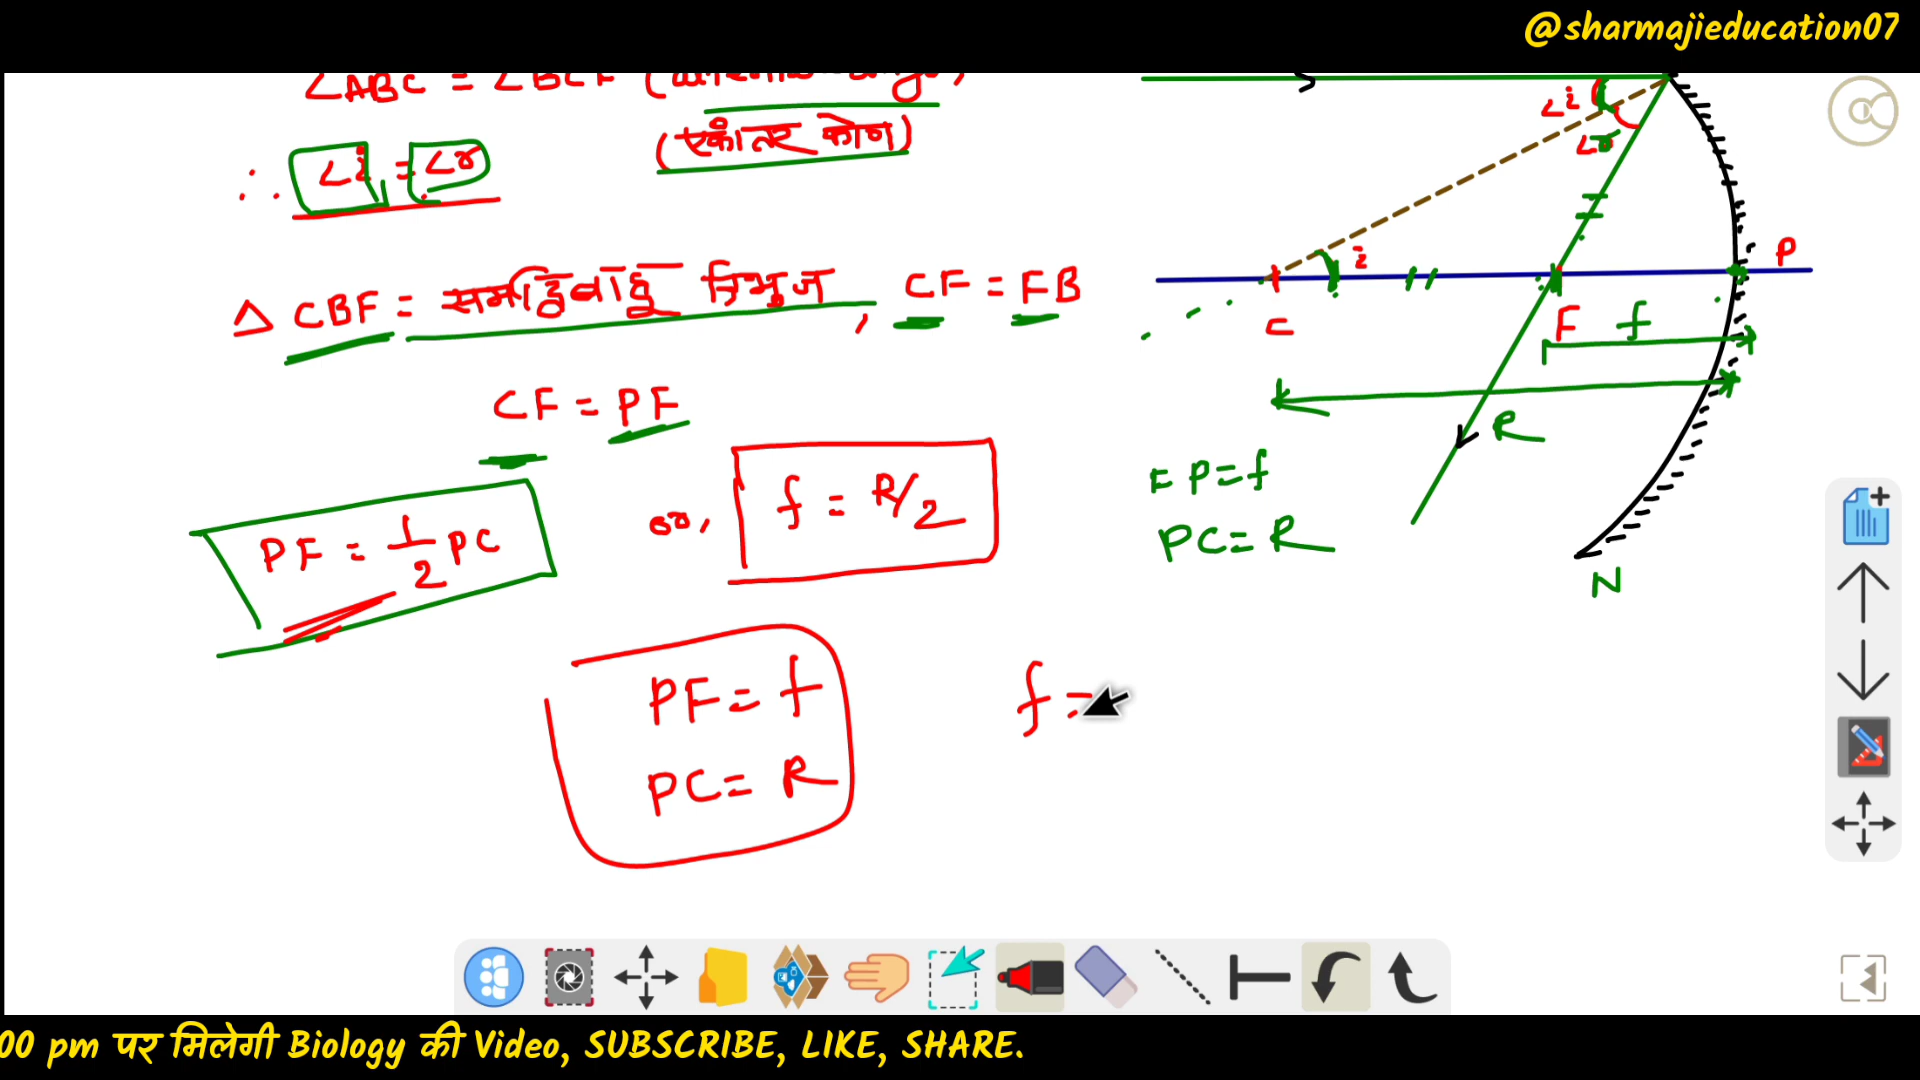 @sharmajieducation07
∠ABC = ∠BCF (
(एकांतर कोण)
∴ ∠i = ∠r
△ CBF = समद्विबाहु त्रिभुज, CF = FB
CF = PF
PF = 1/2 PC
or, f = R/2
PF = f
PC = R
f =
∠i
∠r
i
P
C
F
f
R
FP = f
PC = R
N
00 pm पर मिलेगी Biology की Video, SUBSCRIBE, LIKE, SHARE.